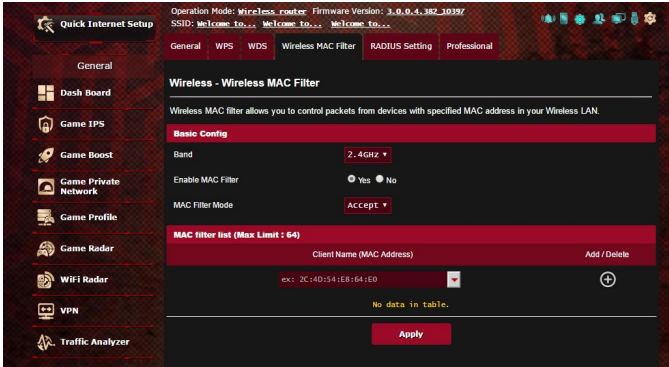 Quick Internet Setup
General
Dash Board
Game IPS
Game Boost
Game Private
Network
Game Profile
Game Radar
WiFi Radar
VPN
Traffic Analyzer
Operation Mode: Wireless router Firmware Version: 3.0.0.4.382_10397
SSID: Welcome to... Welcome to... Welcome to...
General WPS WDS Wireless MAC Filter RADIUS Setting Professional
Wireless - Wireless MAC Filter
Wireless MAC filter allows you to control packets from devices with specified MAC address in your Wireless LAN.
Basic Config
Band 2.4GHz
Enable MAC Filter Yes No
MAC Filter Mode Accept
MAC filter list (Max Limit : 64)
Client Name (MAC Address) Add / Delete
ex: 2C:4D:54:E8:64:E0
No data in table.
Apply